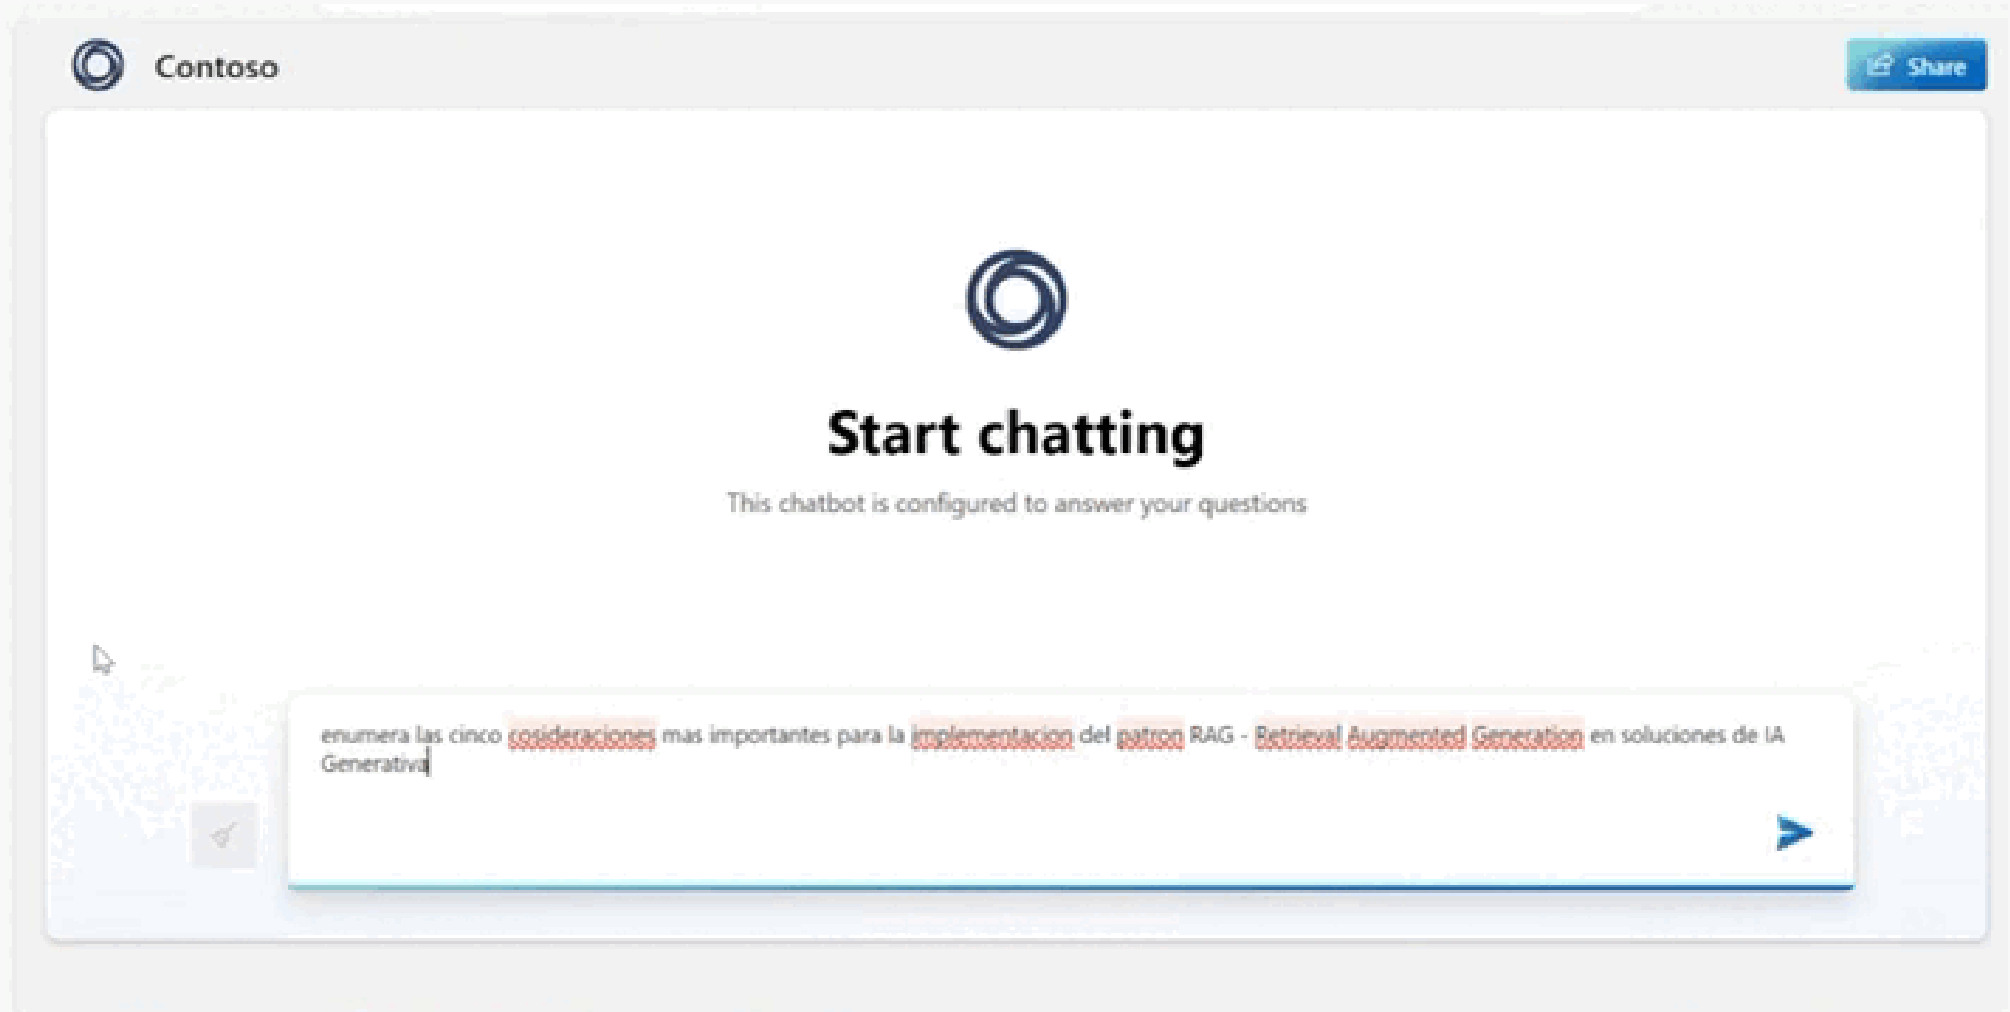 Contoso
Share
Start chatting
This chatbot is configured to answer your questions
enumera las cinco cosideraciones mas importantes para la implementacion del patron RAG - Retrieval Augmented Generation en soluciones de IA
Generativa